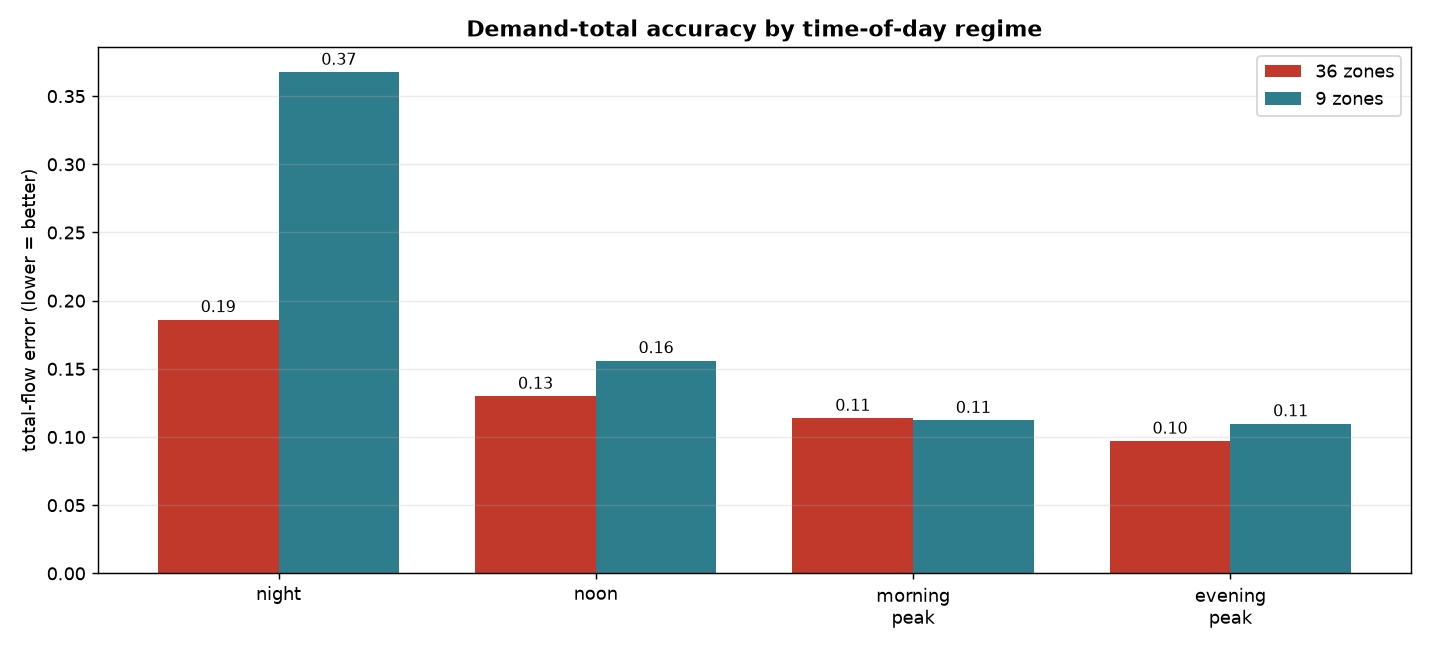 Demand-total accuracy by time-of-day regime
36 zones
9 zones
total-flow error (lower = better)
0.35
0.30
0.25
0.20
0.15
0.10
0.05
0.00
0.19
0.37
0.13
0.16
0.11
0.11
0.10
0.11
night
noon
morning
peak
evening
peak